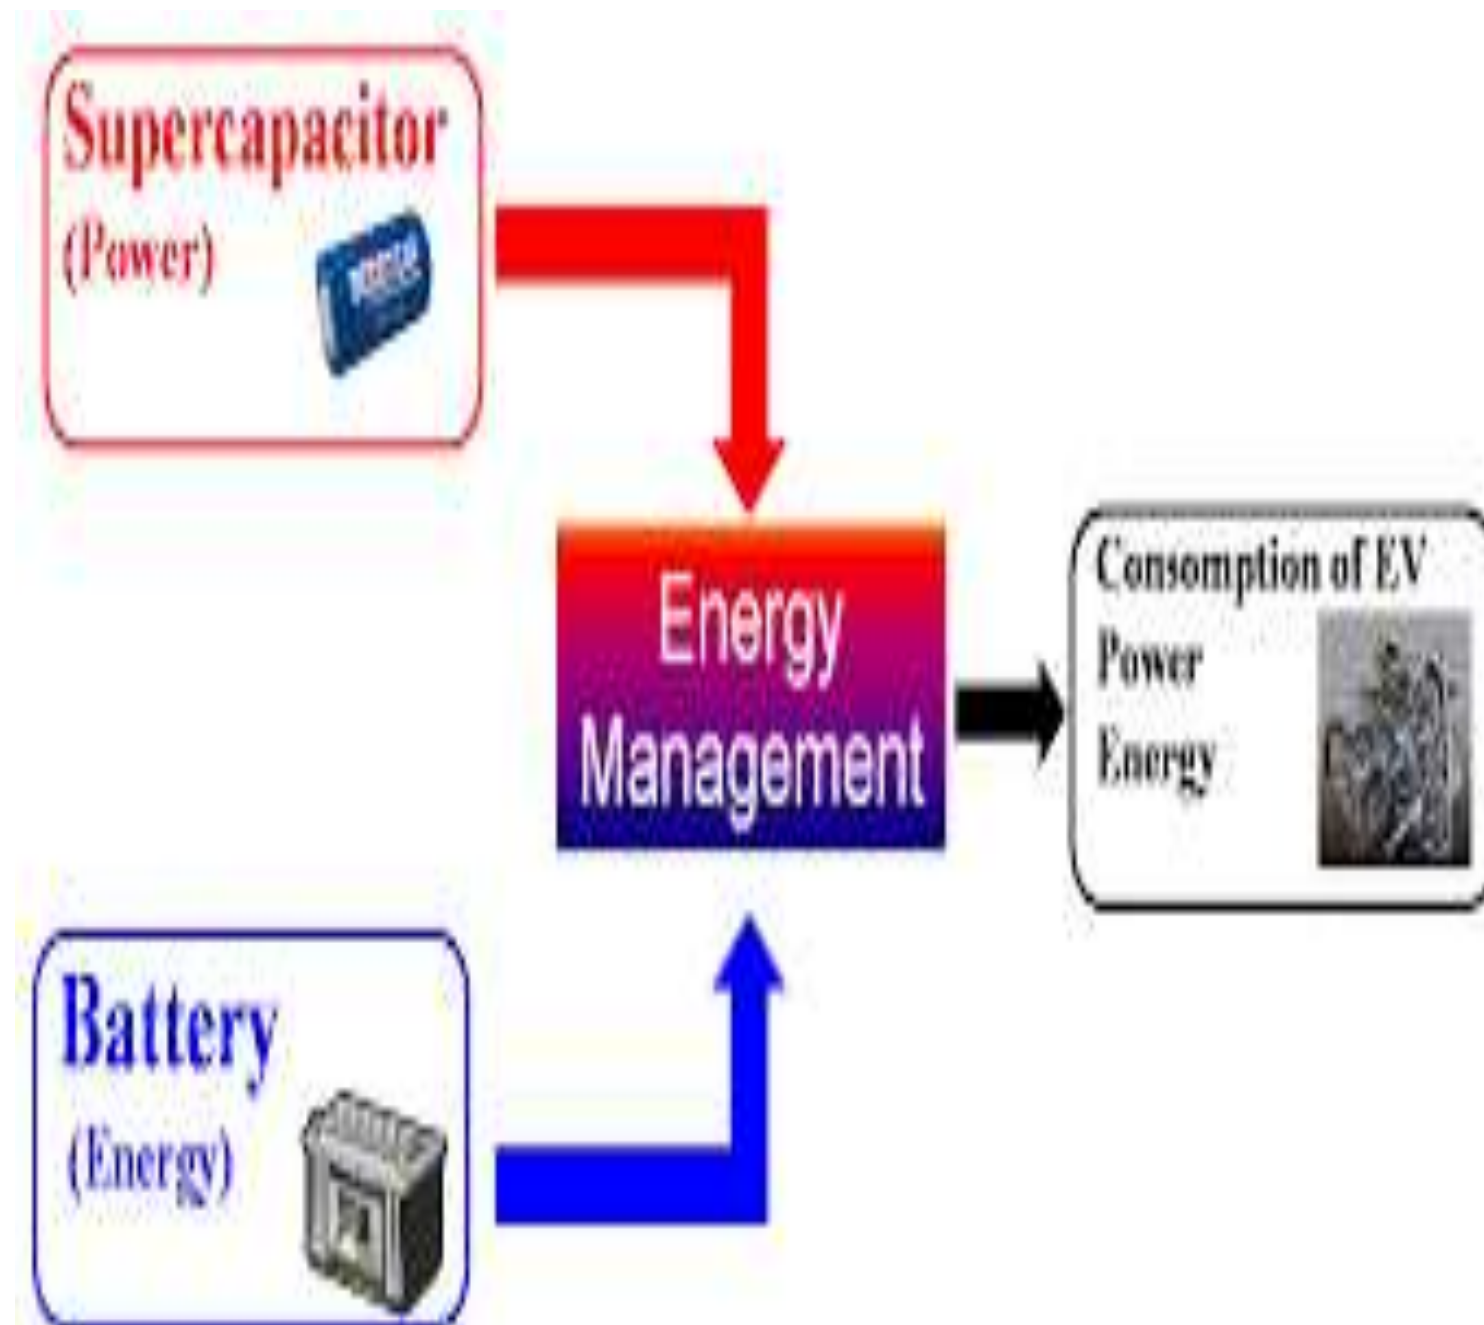 Supercapacitor
(Power)
Energy
Management
Consomption of EV
Power
Energy
Battery
(Energy)